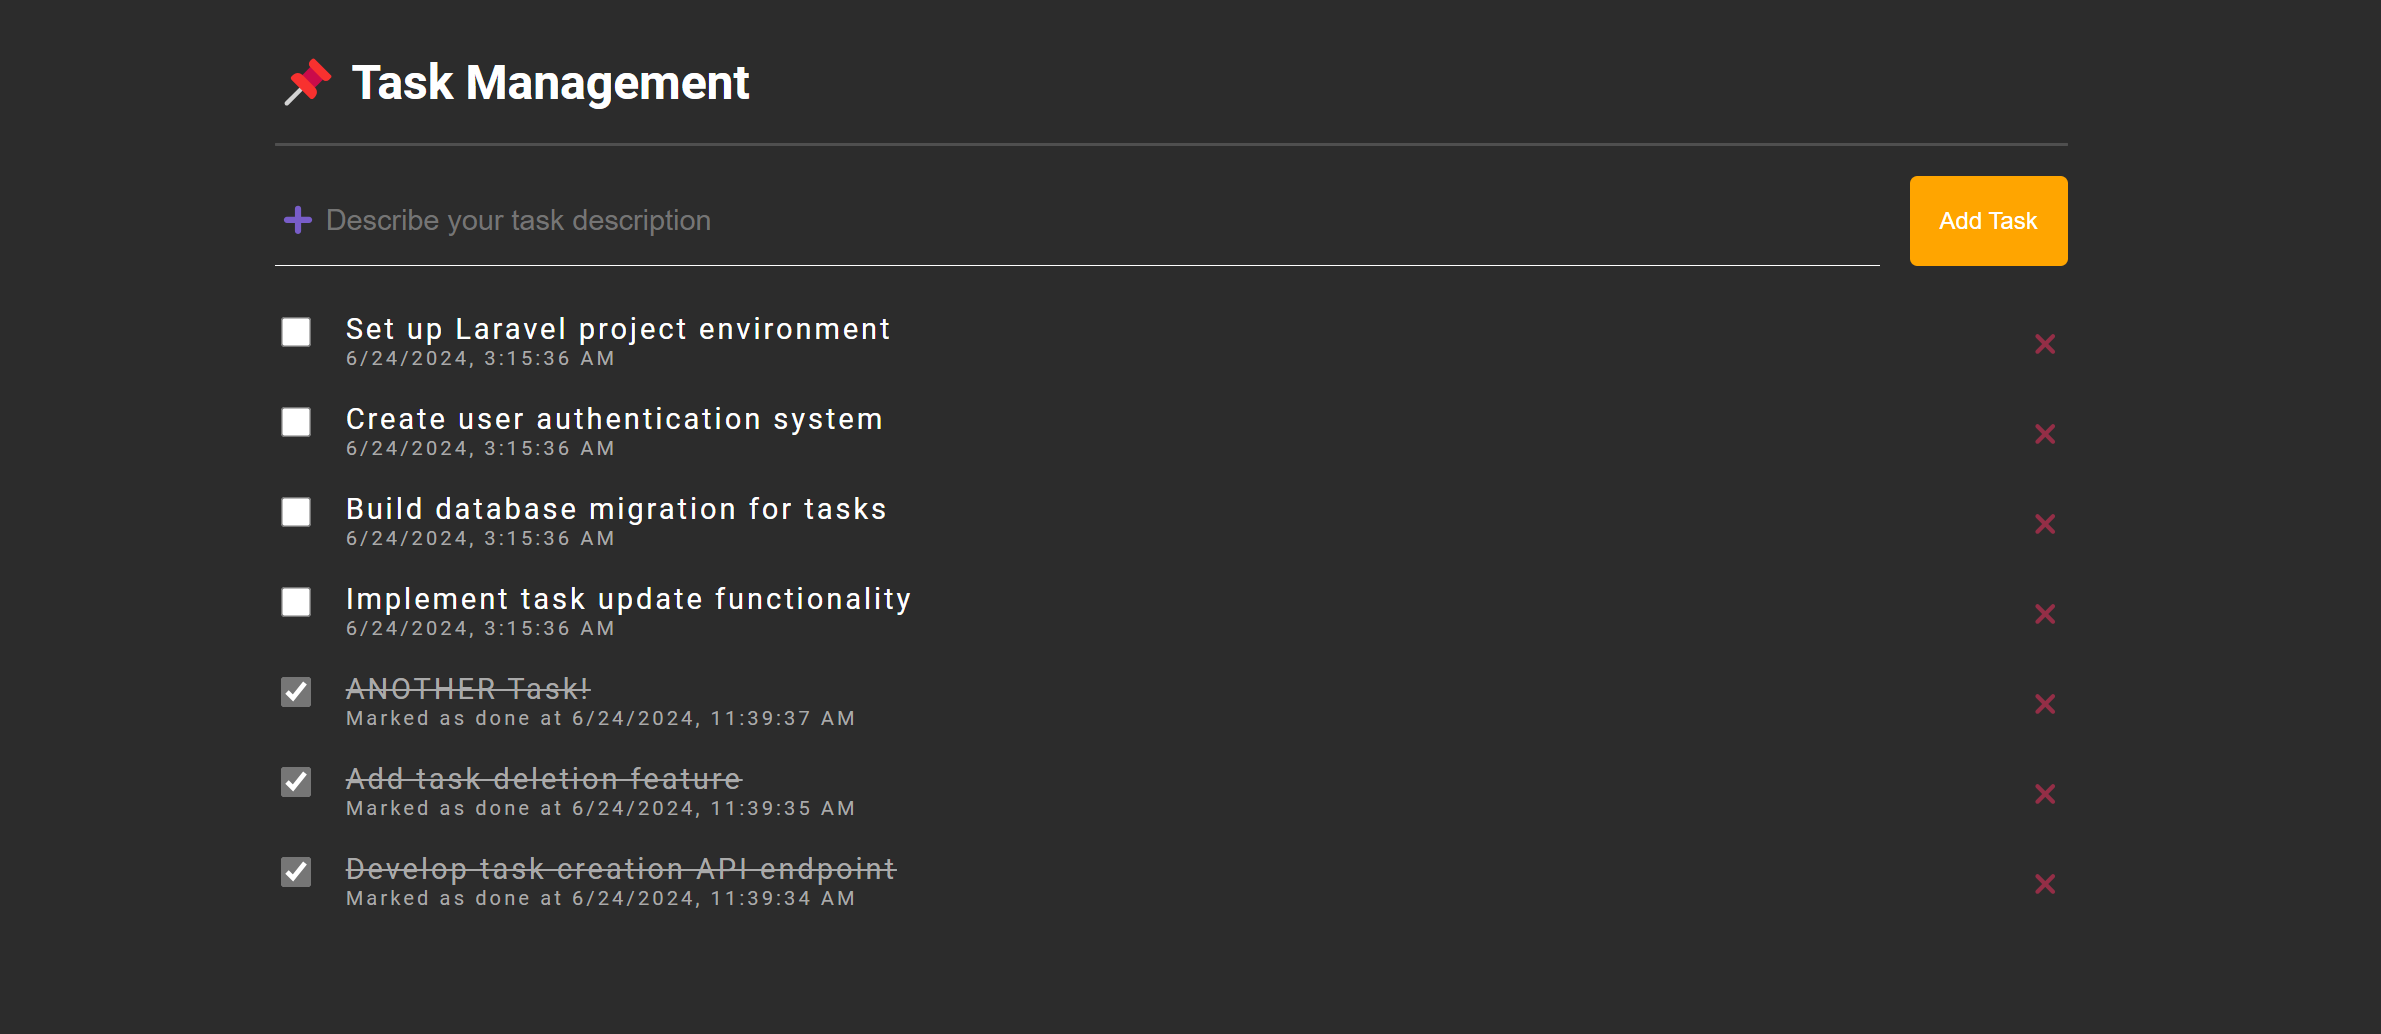 Task Management
Describe your task description
Add Task
Set up Laravel project environment
6/24/2024, 3:15:36 AM
Create user authentication system
6/24/2024, 3:15:36 AM
Build database migration for tasks
6/24/2024, 3:15:36 AM
Implement task update functionality
6/24/2024, 3:15:36 AM
ANOTHER Task!
Marked as done at 6/24/2024, 11:39:37 AM
Add task deletion feature
Marked as done at 6/24/2024, 11:39:35 AM
Develop task creation API endpoint
Marked as done at 6/24/2024, 11:39:34 AM